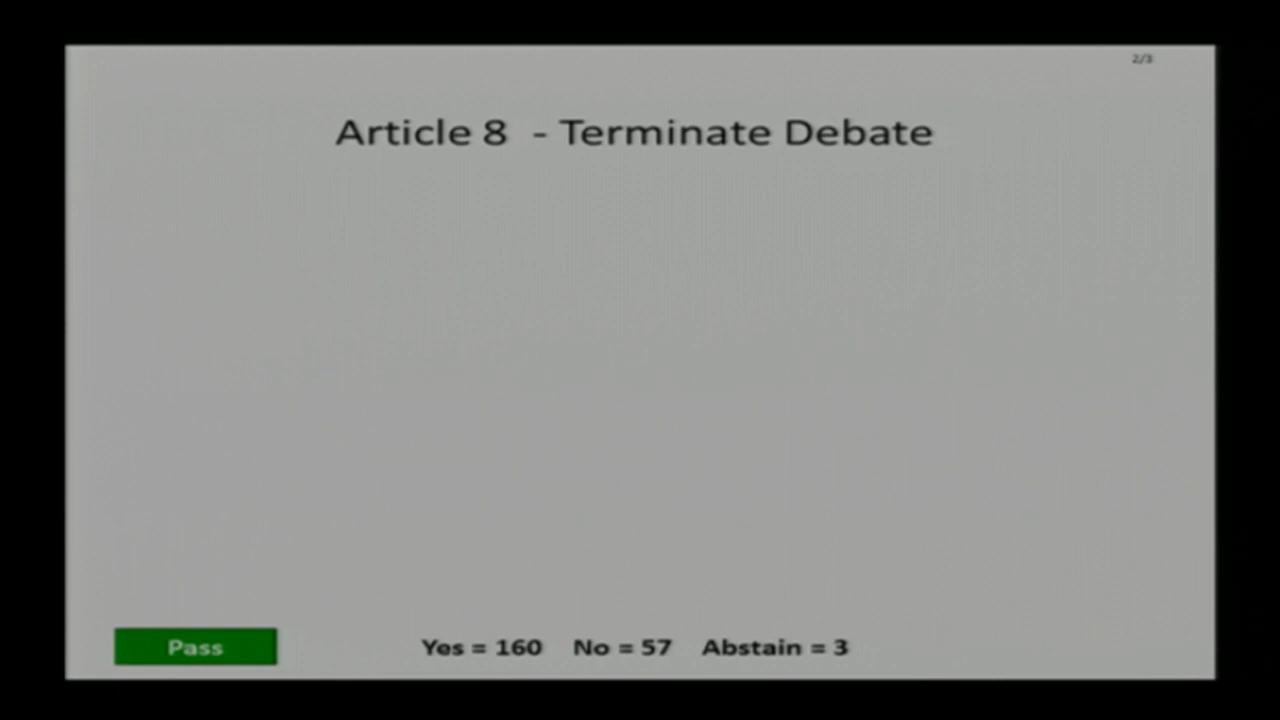 2/3
Article 8 - Terminate Debate
Pass Yes = 160 No = 57 Abstain = 3